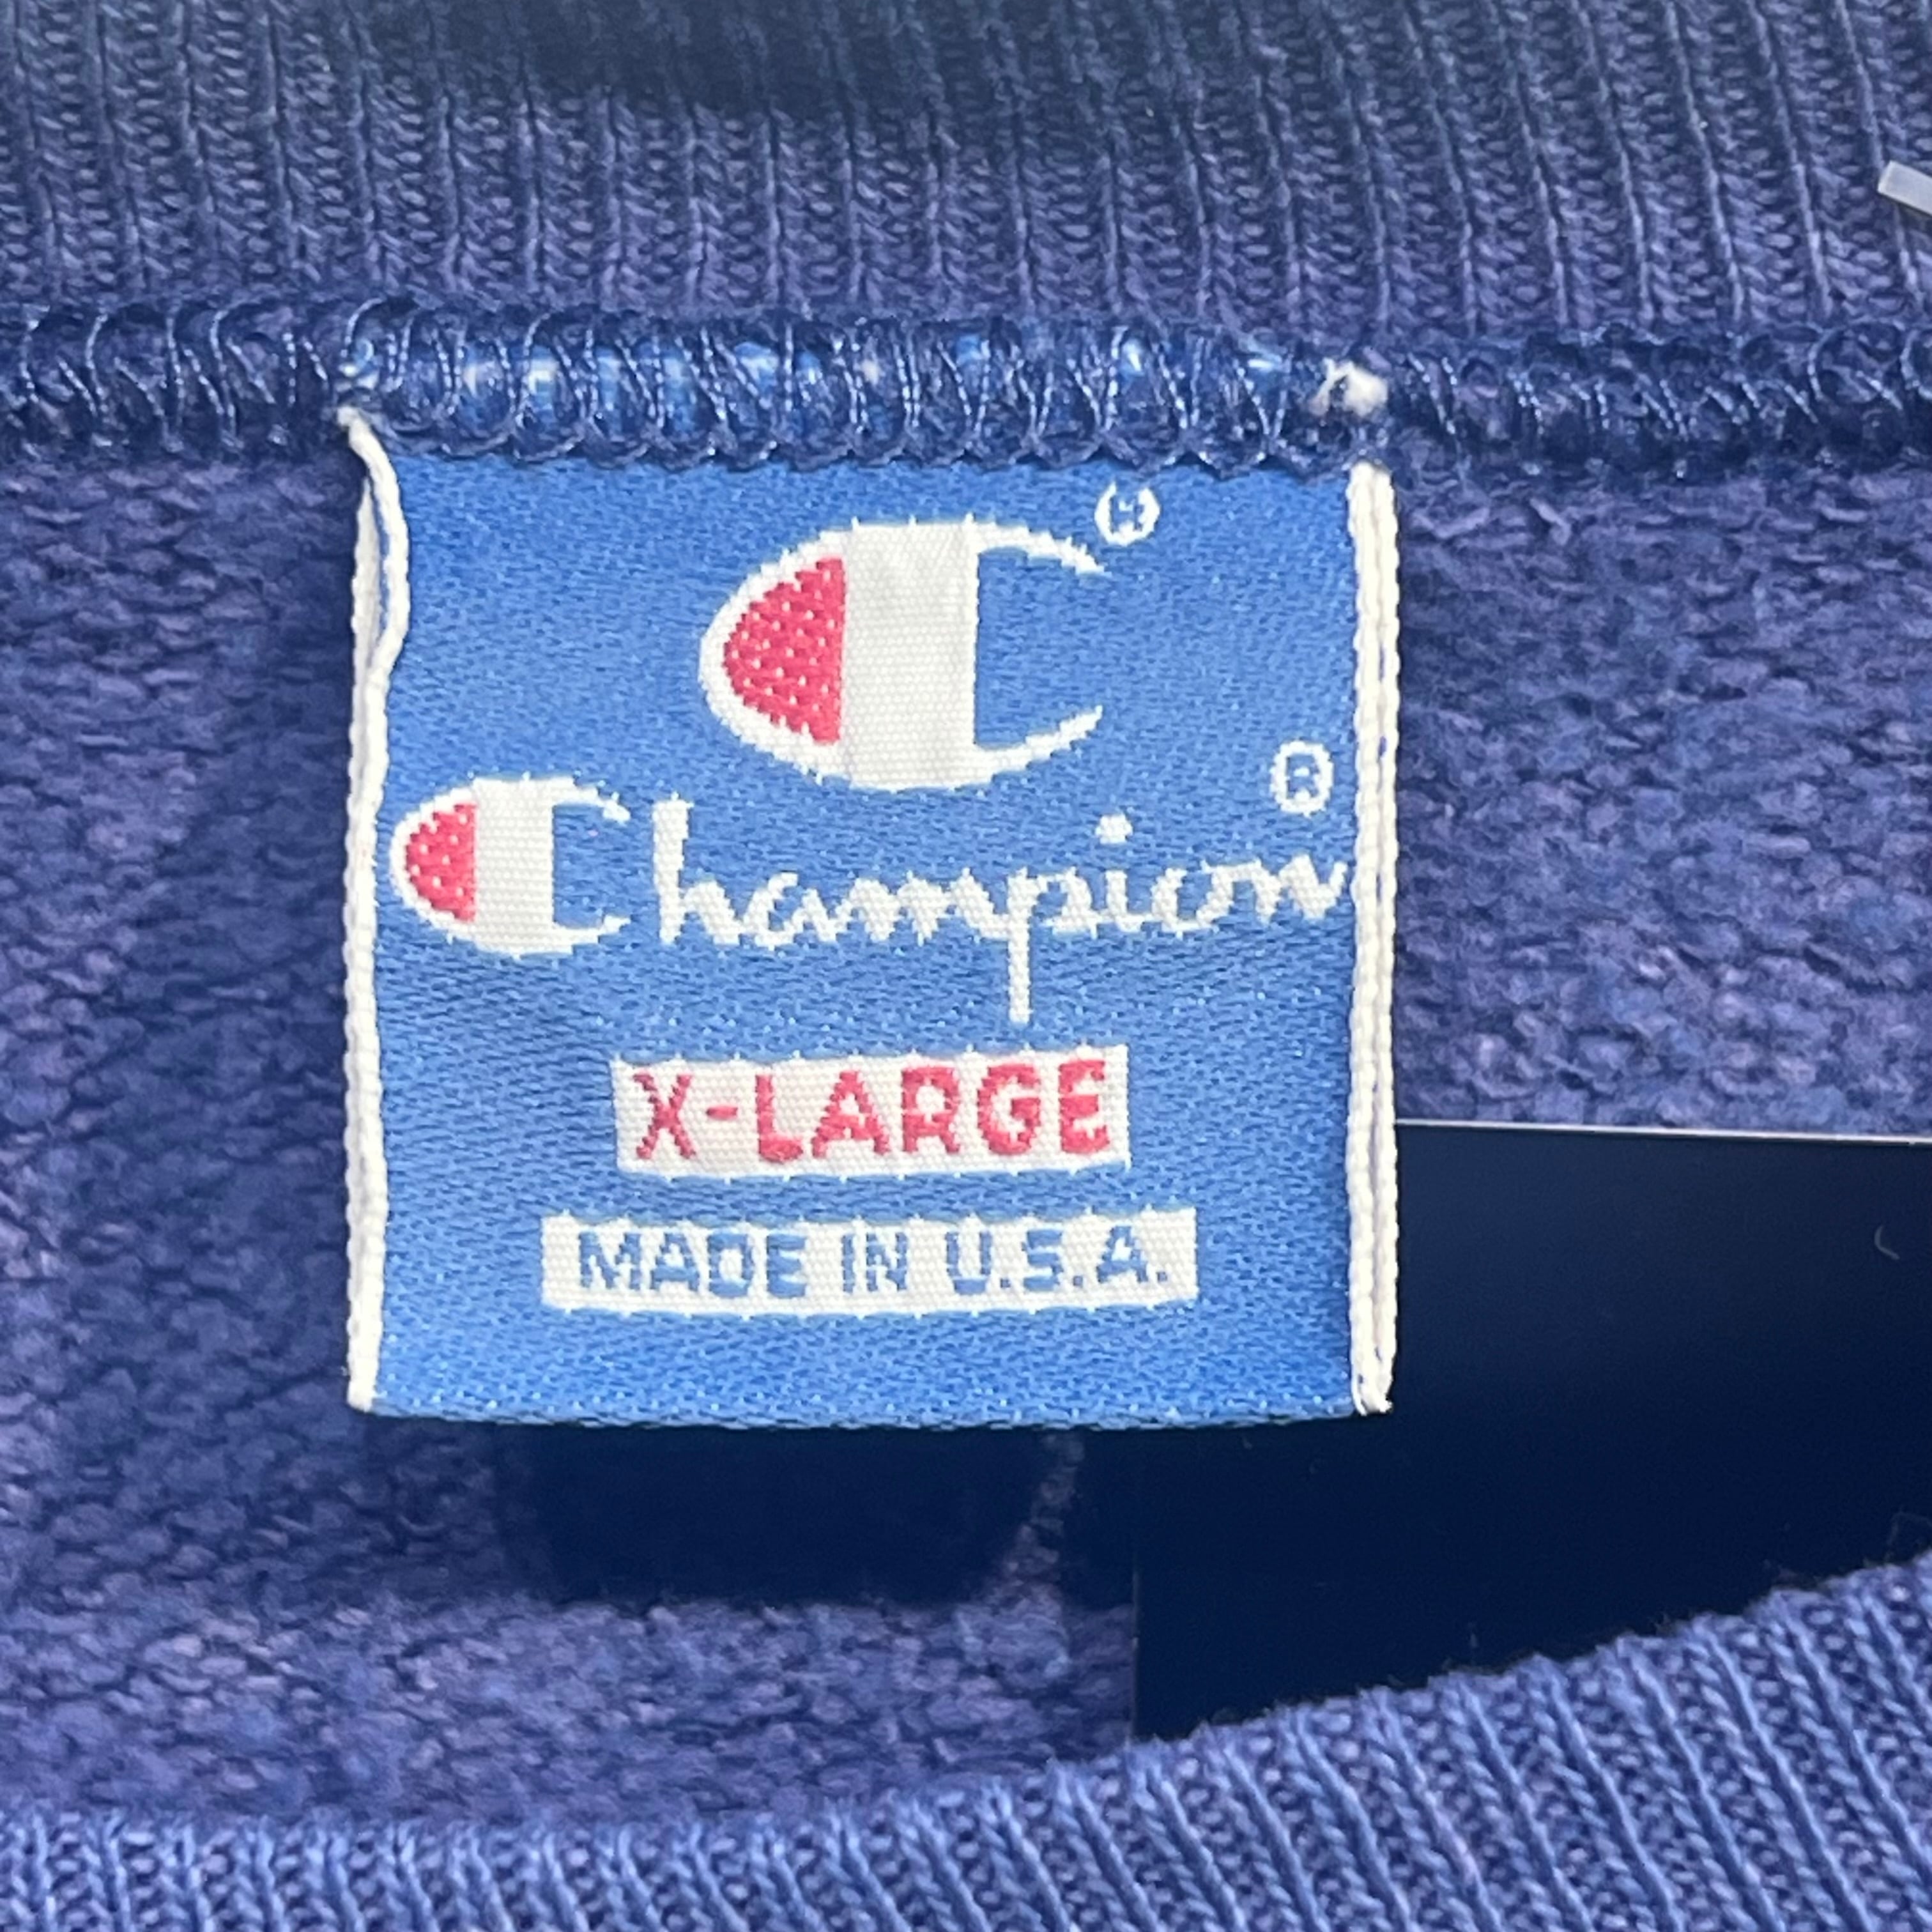 C®
Champion®
X-LARGE
MADE IN U.S.A.